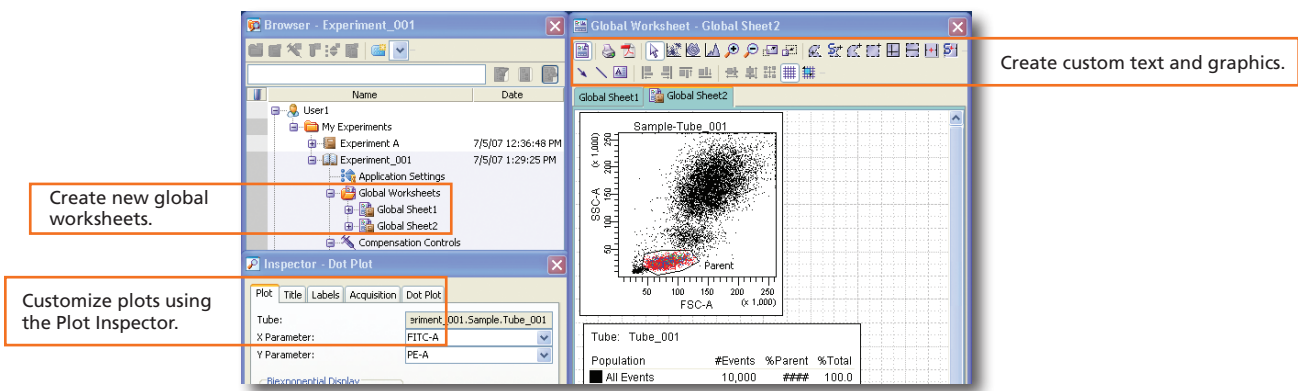 Browser - Experiment_001
Name
Date
User1
My Experiments
Experiment A
7/5/07 12:36:48 PM
Experiment_001
7/5/07 1:29:25 PM
Application Settings
Global Worksheets
Global Sheet1
Global Sheet2
Compensation Controls
Create new global
worksheets.
Inspector - Dot Plot
Plot
Title
Labels
Acquisition
Dot Plot
Tube:
eriment_001.Sample.Tube_001
X Parameter:
FITC-A
Y Parameter:
PE-A
Biexponential Display
Customize plots using
the Plot Inspector.
Global Worksheet - Global Sheet2
Create custom text and graphics.
Global Sheet1
Global Sheet2
Sample-Tube_001
SSC-A
(x 1,000)
250
200
150
100
50
Parent
50 100 150 200 250
FSC-A
(x 1,000)
Tube: Tube_001
Population #Events %Parent %Total
All Events 10,000 #### 100.0